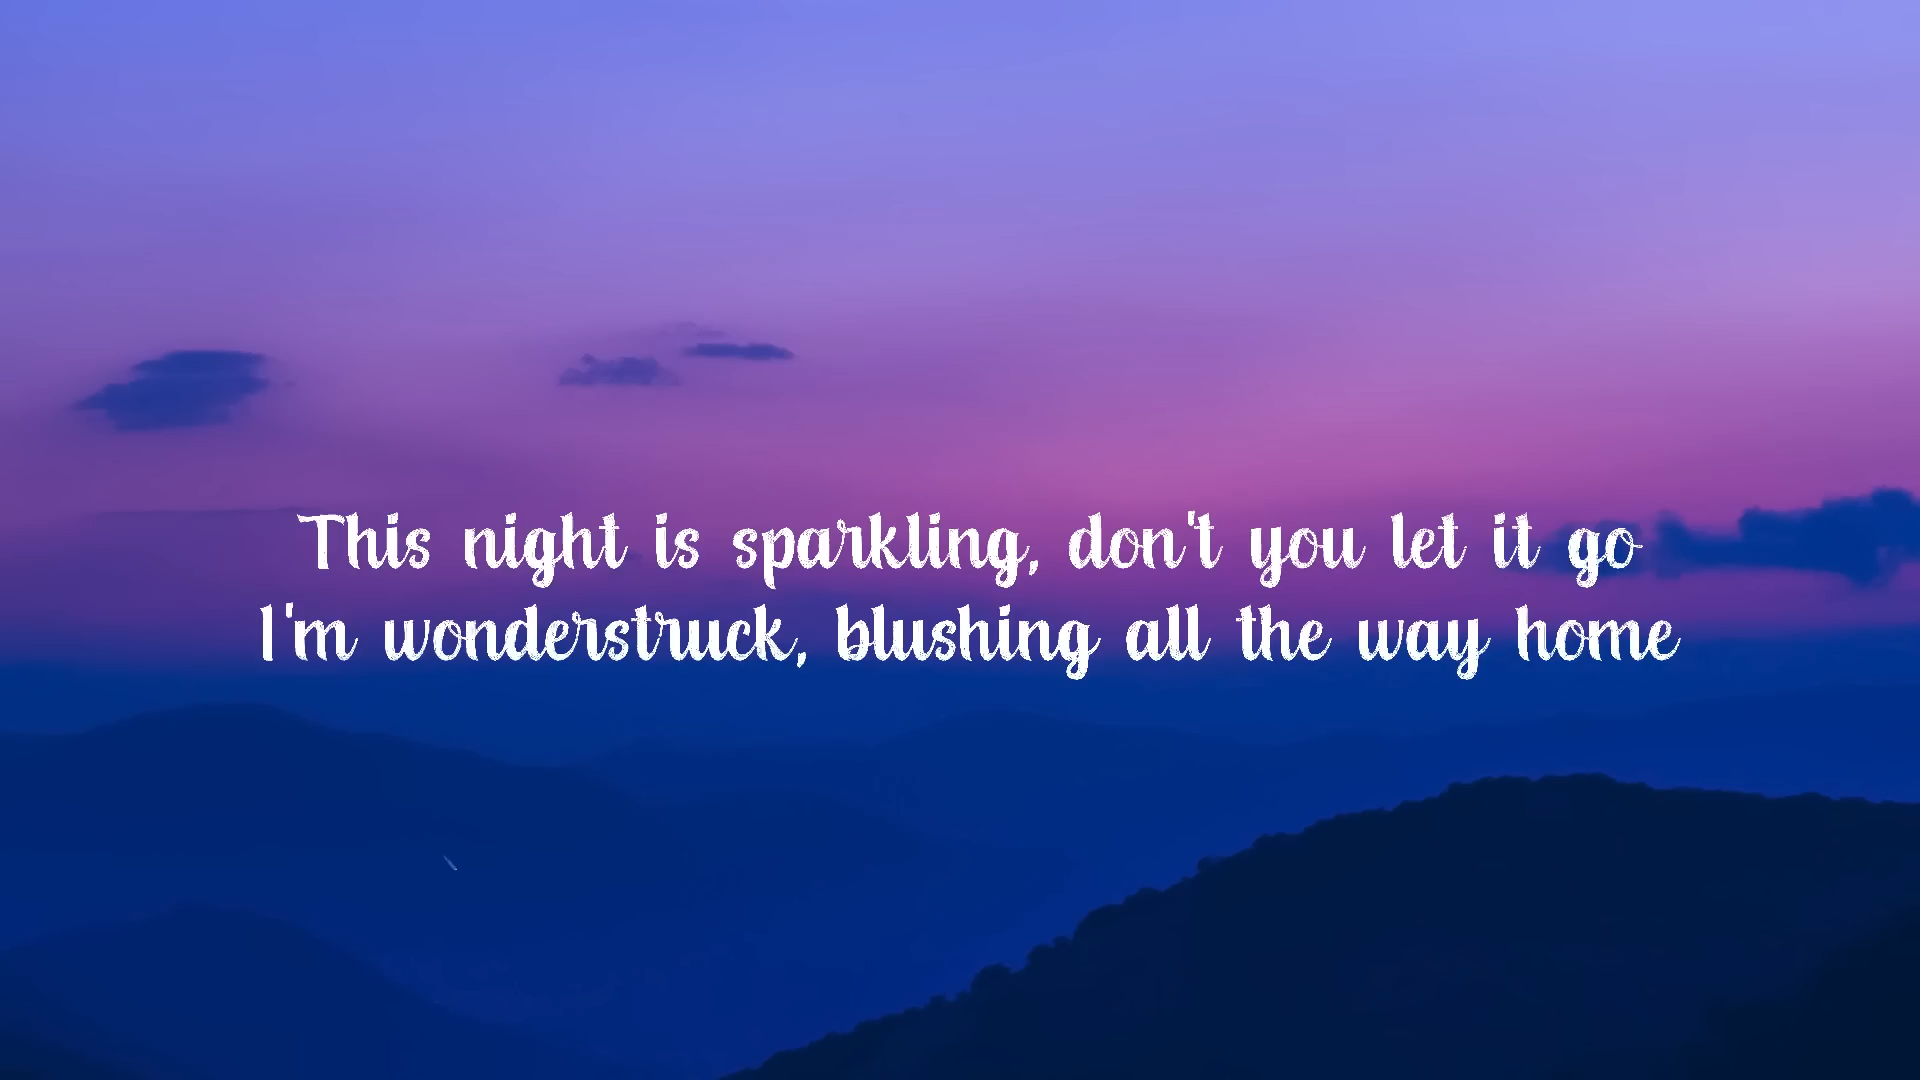 This night is sparkling, don't you let it go
I'm wonderstruck, blushing all the way home